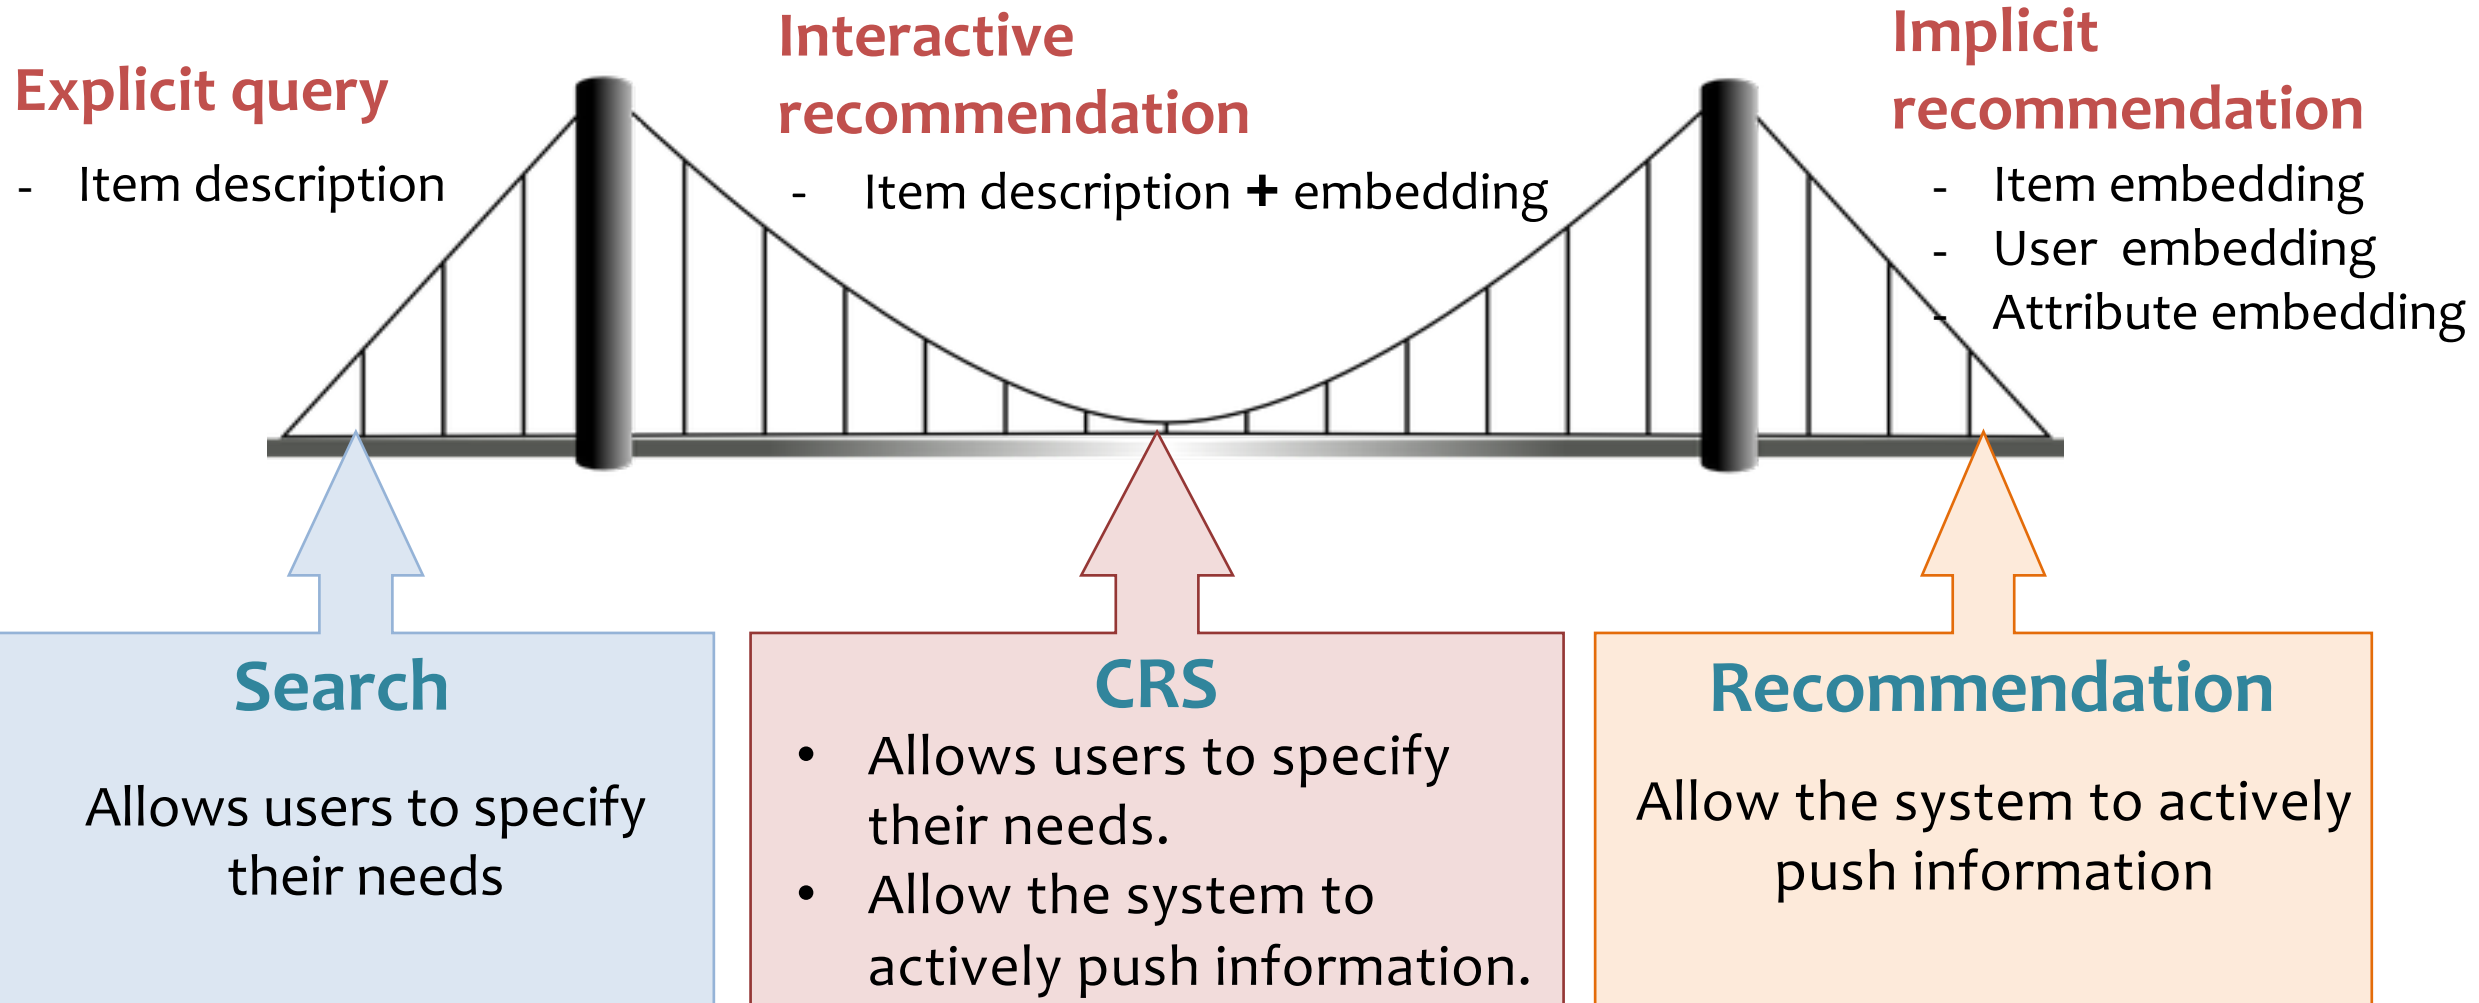 Explicit query
- Item description
Interactive
recommendation
- Item description + embedding
Implicit
recommendation
- Item embedding
- User embedding
- Attribute embedding
Search
Allows users to specify
their needs
CRS
• Allows users to specify
their needs.
• Allow the system to
actively push information.
Recommendation
Allow the system to actively
push information